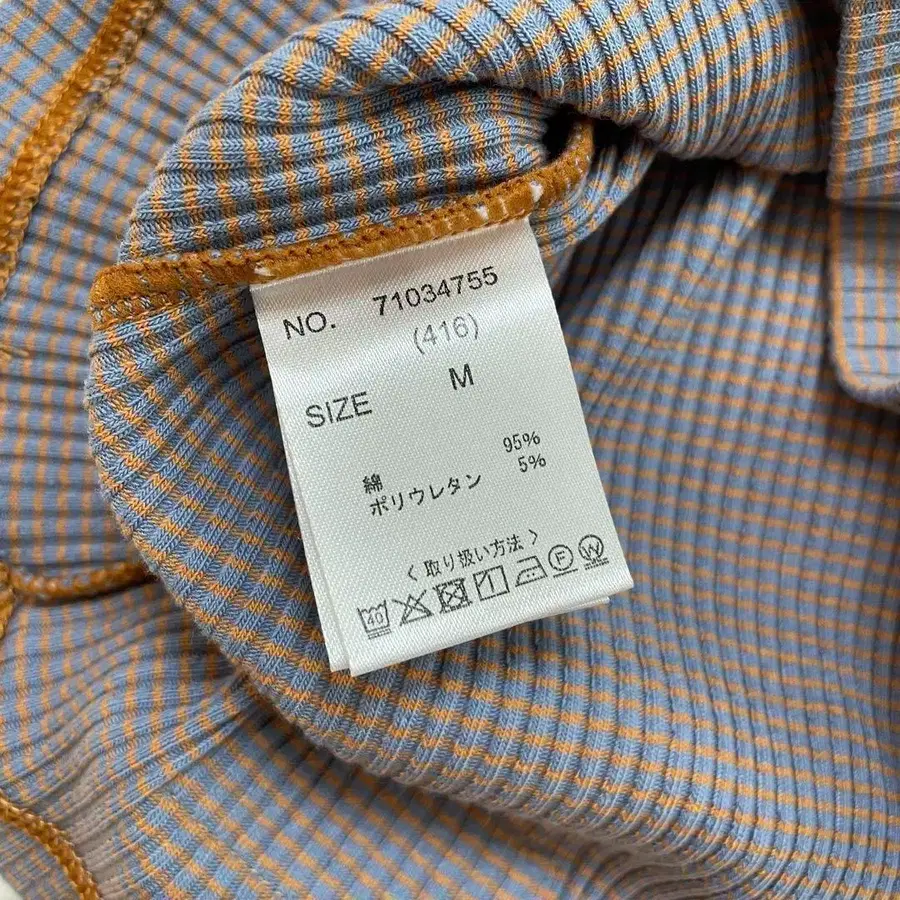 NO. 71034755
(416)
SIZE M
綿 95%
ポリウレタン 5%
〈 取り扱い方法 〉
40 F W